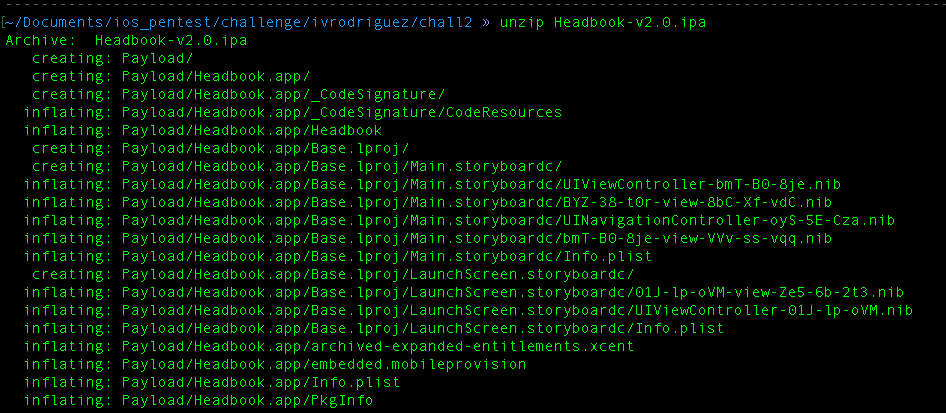 [~/Documents/ios_pentest/challenge/ivrodriguez/chall2 » unzip Headbook-v2.0.ipa
Archive:  Headbook-v2.0.ipa
   creating: Payload/
   creating: Payload/Headbook.app/
   creating: Payload/Headbook.app/_CodeSignature/
  inflating: Payload/Headbook.app/_CodeSignature/CodeResources
  inflating: Payload/Headbook.app/Headbook
   creating: Payload/Headbook.app/Base.lproj/
   creating: Payload/Headbook.app/Base.lproj/Main.storyboardc/
  inflating: Payload/Headbook.app/Base.lproj/Main.storyboardc/UIViewController-bmT-B0-8je.nib
  inflating: Payload/Headbook.app/Base.lproj/Main.storyboardc/BYZ-38-t0r-view-8bC-Xf-vdC.nib
  inflating: Payload/Headbook.app/Base.lproj/Main.storyboardc/UINavigationController-oyS-5E-Cza.nib
  inflating: Payload/Headbook.app/Base.lproj/Main.storyboardc/bmT-B0-8je-view-VVv-ss-vqq.nib
  inflating: Payload/Headbook.app/Base.lproj/Main.storyboardc/Info.plist
   creating: Payload/Headbook.app/Base.lproj/LaunchScreen.storyboardc/
  inflating: Payload/Headbook.app/Base.lproj/LaunchScreen.storyboardc/01J-lp-oVM-view-Ze5-6b-2t3.nib
  inflating: Payload/Headbook.app/Base.lproj/LaunchScreen.storyboardc/UIViewController-01J-lp-oVM.nib
  inflating: Payload/Headbook.app/Base.lproj/LaunchScreen.storyboardc/Info.plist
  inflating: Payload/Headbook.app/archived-expanded-entitlements.xcent
  inflating: Payload/Headbook.app/embedded.mobileprovision
  inflating: Payload/Headbook.app/Info.plist
  inflating: Payload/Headbook.app/PkgInfo